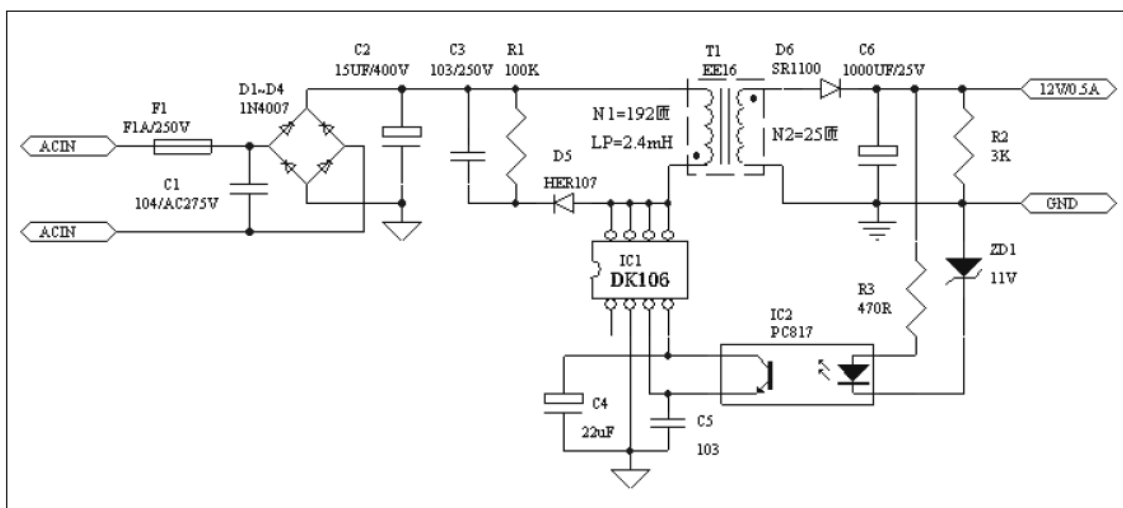 F1
F1A/250V
ACIN
C1
104/AC275V
ACIN
D1~D4
1N4007
C2
15UF/400V
C3
103/250V
R1
100K
D5
HER107
T1
EE16
N1=192匝
LP=2.4mH
N2=25匝
D6
SR1100
C6
1000UF/25V
12V/0.5A
R2
3K
GND
IC1
DK106
ZD1
11V
R3
470R
IC2
PC817
C4
22uF
C5
103